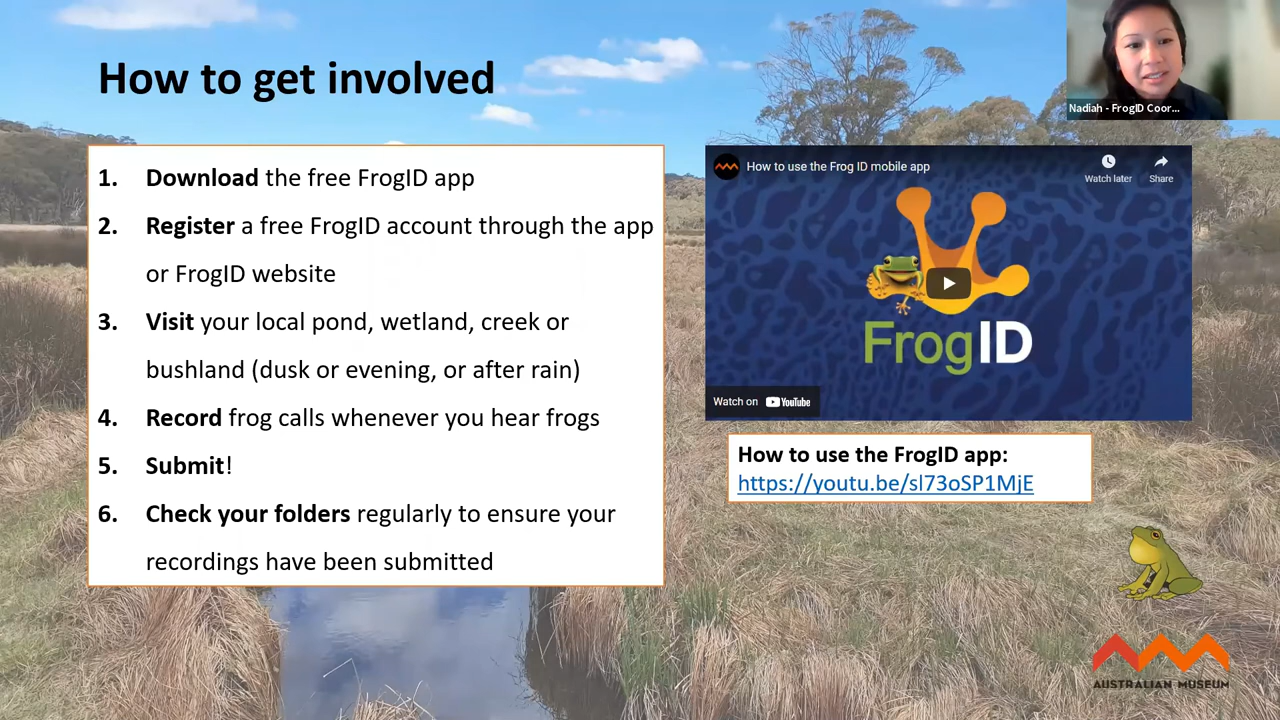 How to get involved
Nadiah - FrogID Coor...
1. Download the free FrogID app
2. Register a free FrogID account through the app
or FrogID website
3. Visit your local pond, wetland, creek or
bushland (dusk or evening, or after rain)
4. Record frog calls whenever you hear frogs
5. Submit!
6. Check your folders regularly to ensure your
recordings have been submitted
How to use the Frog ID mobile app
Watch later
Share
FrogID
Watch on YouTube
How to use the FrogID app:
https://youtu.be/sl73oSP1MjE
AUSTRALIAN MUSEUM